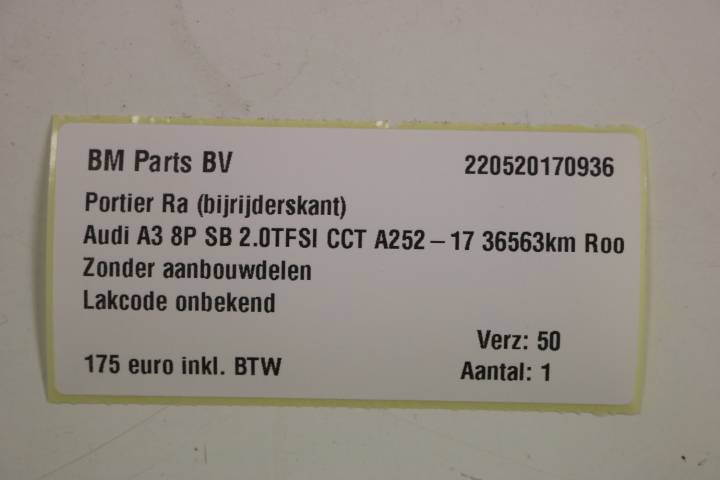 BM Parts BV 220520170936
Portier Ra (bijrijderskant)
Audi A3 8P SB 2.0TFSI CCT A252 – 17 36563km Roo
Zonder aanbouwdelen
Lakcode onbekend
Verz: 50
175 euro inkl. BTW Aantal: 1